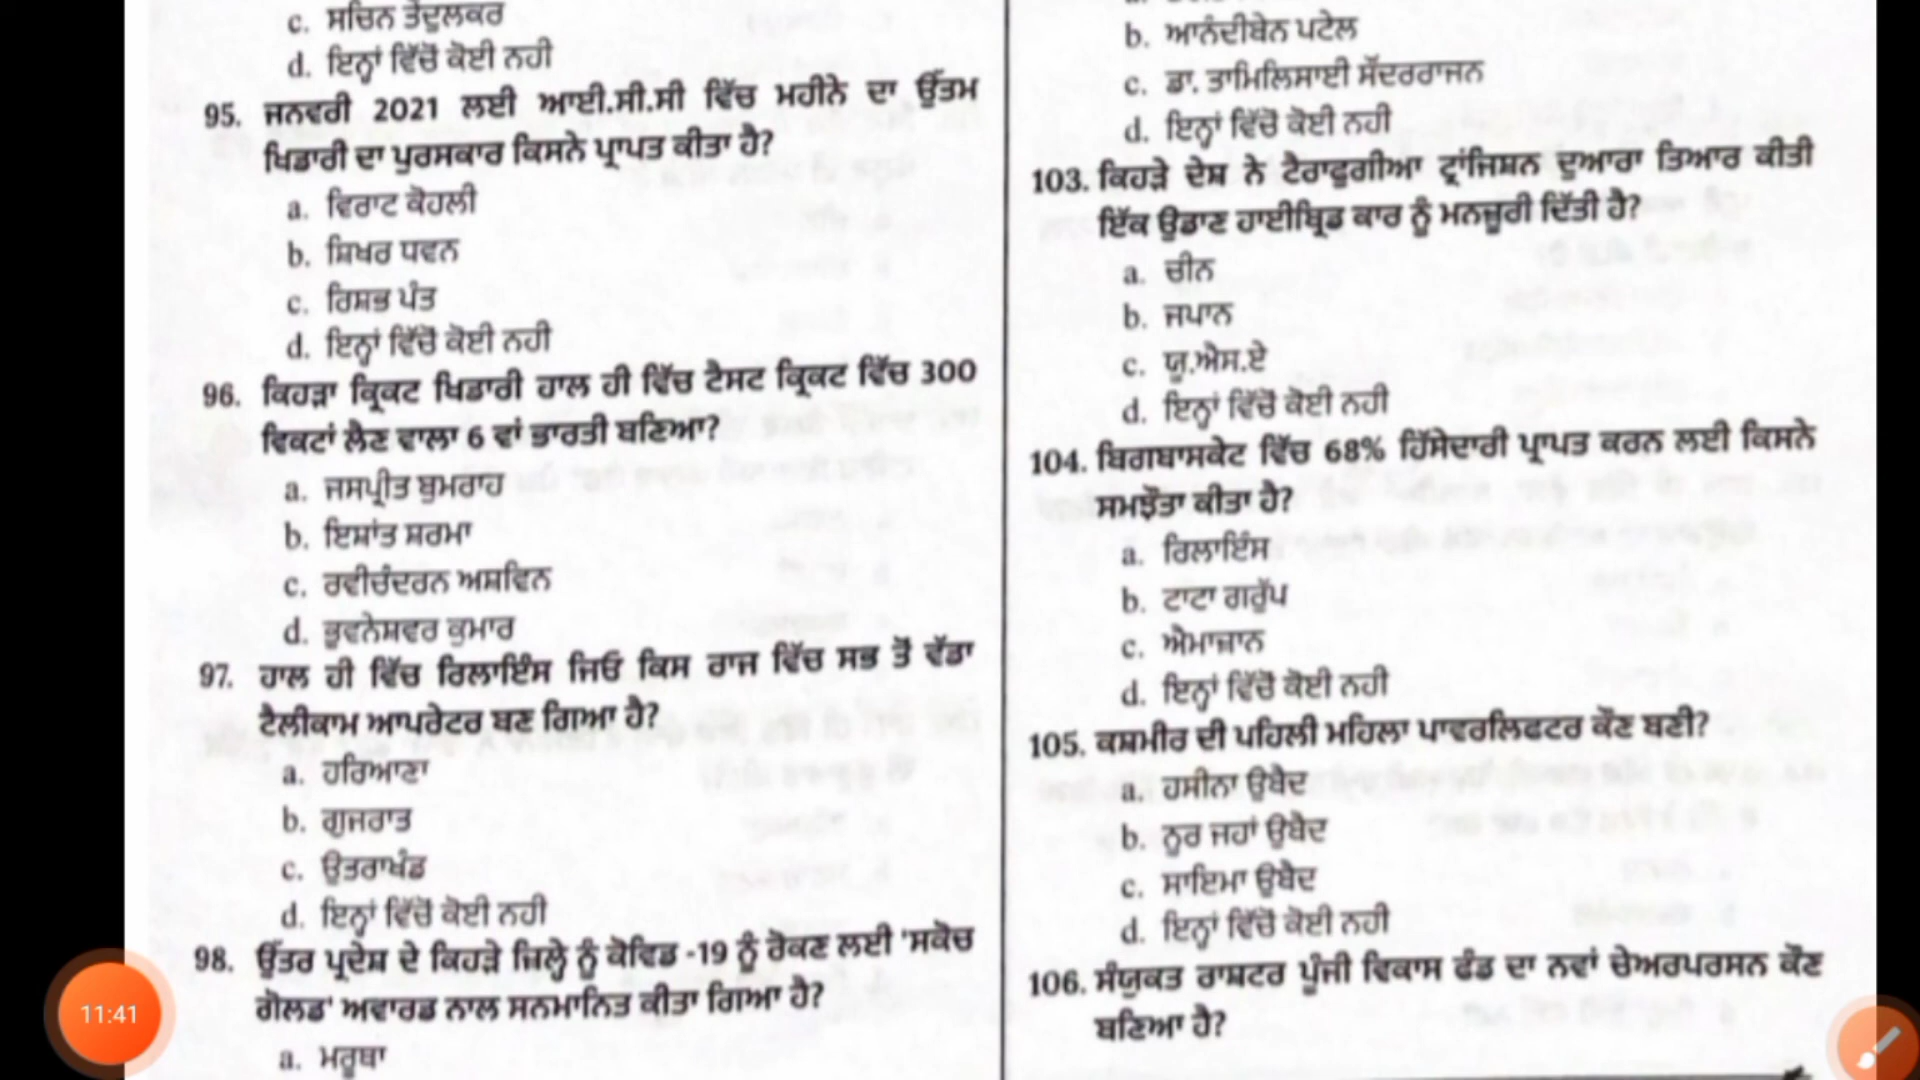 c. ਸਚਿਨ ਤੇਂਦੁਲਕਰ
d. ਇਨ੍ਹਾਂ ਵਿੱਚੋਂ ਕੋਈ ਨਹੀ
95. ਜਨਵਰੀ 2021 ਲਈ ਆਈ.ਸੀ.ਸੀ ਵਿੱਚ ਮਹੀਨੇ ਦਾ ਉੱਤਮ
ਖਿਡਾਰੀ ਦਾ ਪੁਰਸਕਾਰ ਕਿਸਨੇ ਪ੍ਰਾਪਤ ਕੀਤਾ ਹੈ?
a. ਵਿਰਾਟ ਕੋਹਲੀ
b. ਸ਼ਿਖਰ ਧਵਨ
c. ਰਿਸ਼ਭ ਪੰਤ
d. ਇਨ੍ਹਾਂ ਵਿੱਚੋਂ ਕੋਈ ਨਹੀ
96. ਕਿਹੜਾ ਕ੍ਰਿਕਟ ਖਿਡਾਰੀ ਹਾਲ ਹੀ ਵਿੱਚ ਟੈਸਟ ਕ੍ਰਿਕਟ ਵਿੱਚ 300
ਵਿਕਟਾਂ ਲੈਣ ਵਾਲਾ 6 ਵਾਂ ਭਾਰਤੀ ਬਣਿਆ?
a. ਜਸਪ੍ਰੀਤ ਬੁਮਰਾਹ
b. ਇਸ਼ਾਂਤ ਸ਼ਰਮਾ
c. ਰਵੀਚੰਦਰਨ ਅਸ਼ਵਿਨ
d. ਭੁਵਨੇਸ਼ਵਰ ਕੁਮਾਰ
97. ਹਾਲ ਹੀ ਵਿੱਚ ਰਿਲਾਇੰਸ ਜਿਓ ਕਿਸ ਰਾਜ ਵਿੱਚ ਸਭ ਤੋਂ ਵੱਡਾ
ਟੈਲੀਕਾਮ ਆਪਰੇਟਰ ਬਣ ਗਿਆ ਹੈ?
a. ਹਰਿਆਣਾ
b. ਗੁਜਰਾਤ
c. ਉਤਰਾਖੰਡ
d. ਇਨ੍ਹਾਂ ਵਿੱਚੋਂ ਕੋਈ ਨਹੀ
98. ਉੱਤਰ ਪ੍ਰਦੇਸ਼ ਦੇ ਕਿਹੜੇ ਜ਼ਿਲ੍ਹੇ ਨੂੰ ਕੋਵਿਡ -19 ਨੂੰ ਰੋਕਣ ਲਈ 'ਸਕੋਚ
ਗੋਲਡ' ਅਵਾਰਡ ਨਾਲ ਸਨਮਾਨਿਤ ਕੀਤਾ ਗਿਆ ਹੈ?
a. ਮਰੂਥਾ
b. ਆਨੰਦੀਬੇਨ ਪਟੇਲ
c. ਡਾ. ਤਾਮਿਲਿਸਾਈ ਸੌਂਦਰਰਾਜਨ
d. ਇਨ੍ਹਾਂ ਵਿੱਚੋਂ ਕੋਈ ਨਹੀ
103. ਕਿਹੜੇ ਦੇਸ਼ ਨੇ ਟੈਰਾਫੁਗੀਆ ਟ੍ਰਾਂਜਿਸ਼ਨ ਦੁਆਰਾ ਤਿਆਰ ਕੀਤੀ
ਇੱਕ ਉਡਾਣ ਹਾਈਬ੍ਰਿਡ ਕਾਰ ਨੂੰ ਮਨਜ਼ੂਰੀ ਦਿੱਤੀ ਹੈ?
a. ਚੀਨ
b. ਜਪਾਨ
c. ਯੂ.ਐਸ.ਏ
d. ਇਨ੍ਹਾਂ ਵਿੱਚੋਂ ਕੋਈ ਨਹੀ
104. ਬਿਗਬਾਸਕੇਟ ਵਿੱਚ 68% ਹਿੱਸੇਦਾਰੀ ਪ੍ਰਾਪਤ ਕਰਨ ਲਈ ਕਿਸਨੇ
ਸਮਝੌਤਾ ਕੀਤਾ ਹੈ?
a. ਰਿਲਾਇੰਸ
b. ਟਾਟਾ ਗਰੁੱਪ
c. ਐਮਾਜ਼ਾਨ
d. ਇਨ੍ਹਾਂ ਵਿੱਚੋਂ ਕੋਈ ਨਹੀ
105. ਕਸ਼ਮੀਰ ਦੀ ਪਹਿਲੀ ਮਹਿਲਾ ਪਾਵਰਲਿਫਟਰ ਕੌਣ ਬਣੀ?
a. ਹਸੀਨਾ ਉਬੈਦ
b. ਨੂਰ ਜਹਾਂ ਉਬੈਦ
c. ਸਾਇਮਾ ਉਬੈਦ
d. ਇਨ੍ਹਾਂ ਵਿੱਚੋਂ ਕੋਈ ਨਹੀ
106. ਸੰਯੁਕਤ ਰਾਸ਼ਟਰ ਪੂੰਜੀ ਵਿਕਾਸ ਫੰਡ ਦਾ ਨਵਾਂ ਚੇਅਰਪਰਸਨ ਕੌਣ
ਬਣਿਆ ਹੈ?
11:41